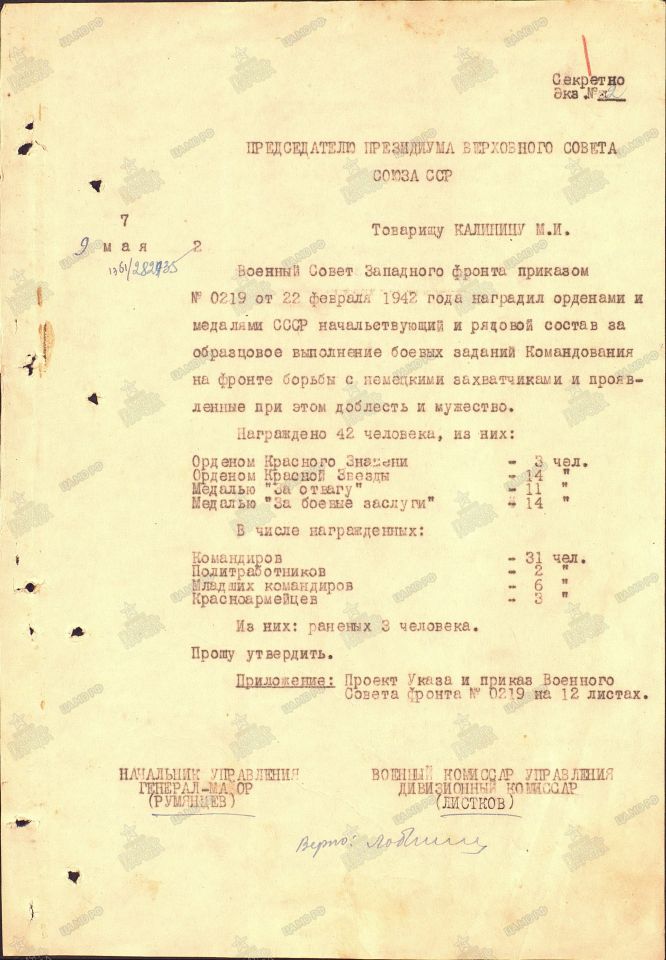 Секретно
Экз.№ 2
ПРЕДСЕДАТЕЛЮ ПРЕЗИДИУМА ВЕРХОВНОГО СОВЕТА
СОЮЗА ССР
7
9 мая 2
1361/282935
Товарищу КАЛИНИНУ М.И.
Военный Совет Западного фронта приказом
№ 0219 от 22 февраля 1942 года наградил орденами и
медалями СССР начальствующий и рядовой состав за
образцовое выполнение боевых заданий Командования
на фронте борьбы с немецкими захватчиками и прояв-
ленные при этом доблесть и мужество.
Награждено 42 человека, из них:
Орденом Красного Знамени - 3 чел.
Орденом Красной Звезды - 14 "
Медалью "За отвагу" - 11 "
Медалью "За боевые заслуги" - 14 "
В числе награжденных:
Командиров - 31 чел.
Политработников - 2 "
Младших командиров - 6 "
Красноармейцев - 3 "
Из них: раненых 3 человека.
Прошу утвердить.
Приложение: Проект Указа и приказ Военного
Совета фронта № 0219 на 12 листах.
НАЧАЛЬНИК УПРАВЛЕНИЯ
ГЕНЕРАЛ-МАЙОР
(РУМЯНЦЕВ)
ВОЕННЫЙ КОМИССАР УПРАВЛЕНИЯ
ДИВИЗИОННЫЙ КОМИССАР
(ЛИСТКОВ)
Верно: